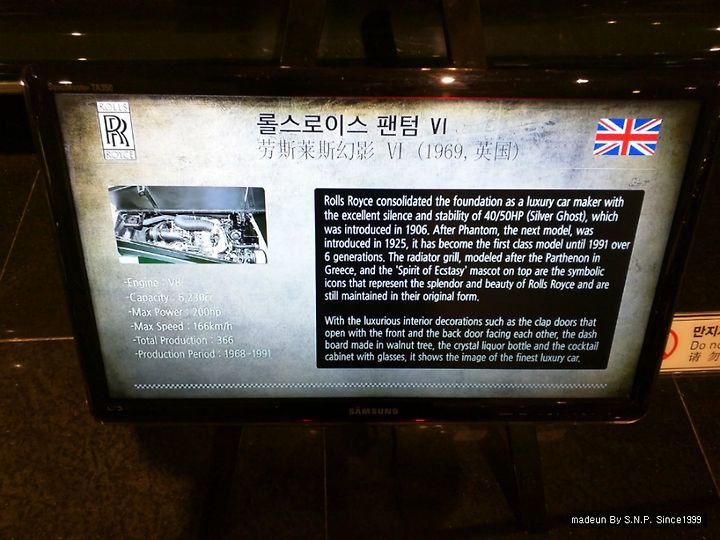 ROLLS
RR
ROYCE
롤스로이스 팬텀 VI
劳斯莱斯幻影 VI (1969, 英国)
Rolls Royce consolidated the foundation as a luxury car maker with
the excellent silence and stability of 40/50HP (Silver Ghost), which
was introduced in 1906. After Phantom, the next model, was
introduced in 1925, it has become the first class model until 1991 over
6 generations. The radiator grill, modeled after the Parthenon in
Greece, and the 'Spirit of Ecstasy' mascot on top are the symbolic
icons that represent the splendor and beauty of Rolls Royce and are
still maintained in their original form.
With the luxurious interior decorations such as the clap doors that
open with the front and the back door facing each other, the dash
board made in walnut tree, the crystal liquor bottle and the cocktail
cabinet with glasses, it shows the image of the finest luxury car.
-Engine : V8
-Capacity : 6,230cc
-Max Power : 200hp
-Max Speed : 166km/h
-Total Production : 366
-Production Period : 1968~1991
SAMSUNG
만지
Do no
请 勿
madeun By S.N.P. Since1999